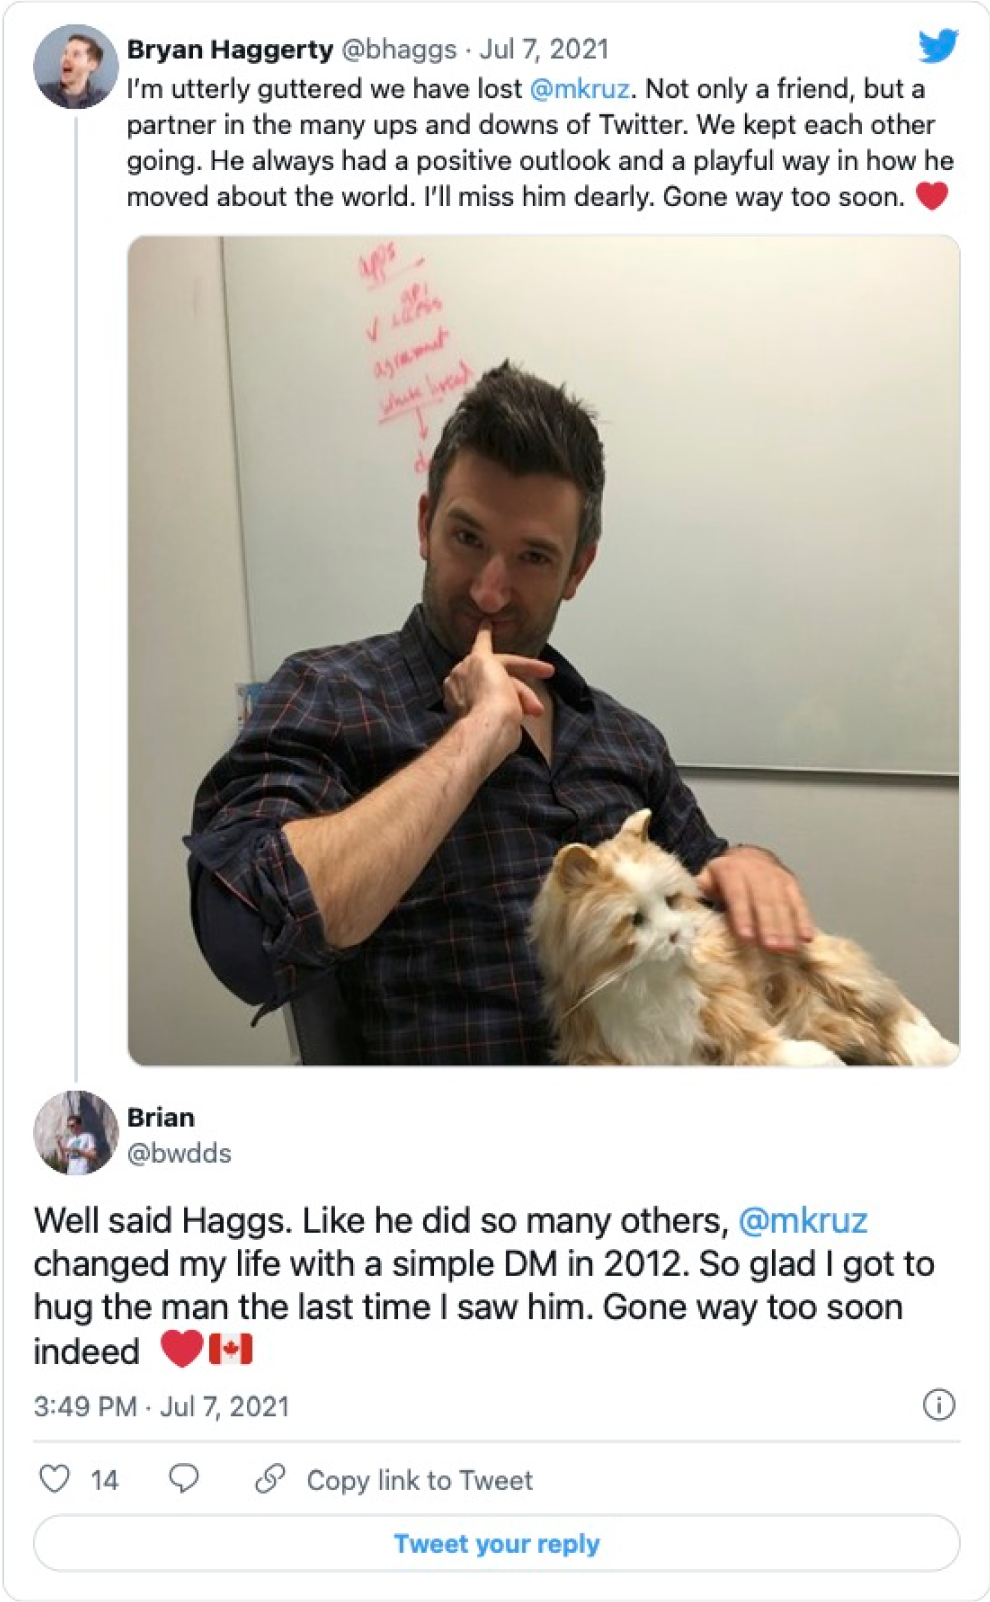 Bryan Haggerty @bhaggs · Jul 7, 2021
I'm utterly guttered we have lost @mkruz. Not only a friend, but a
partner in the many ups and downs of Twitter. We kept each other
going. He always had a positive outlook and a playful way in how he
moved about the world. I'll miss him dearly. Gone way too soon. ❤️
apps
API
agreement
white bread
Brian
@bwdds
Well said Haggs. Like he did so many others, @mkruz
changed my life with a simple DM in 2012. So glad I got to
hug the man the last time I saw him. Gone way too soon
indeed ❤️🇨🇦
3:49 PM · Jul 7, 2021
14
Copy link to Tweet
Tweet your reply